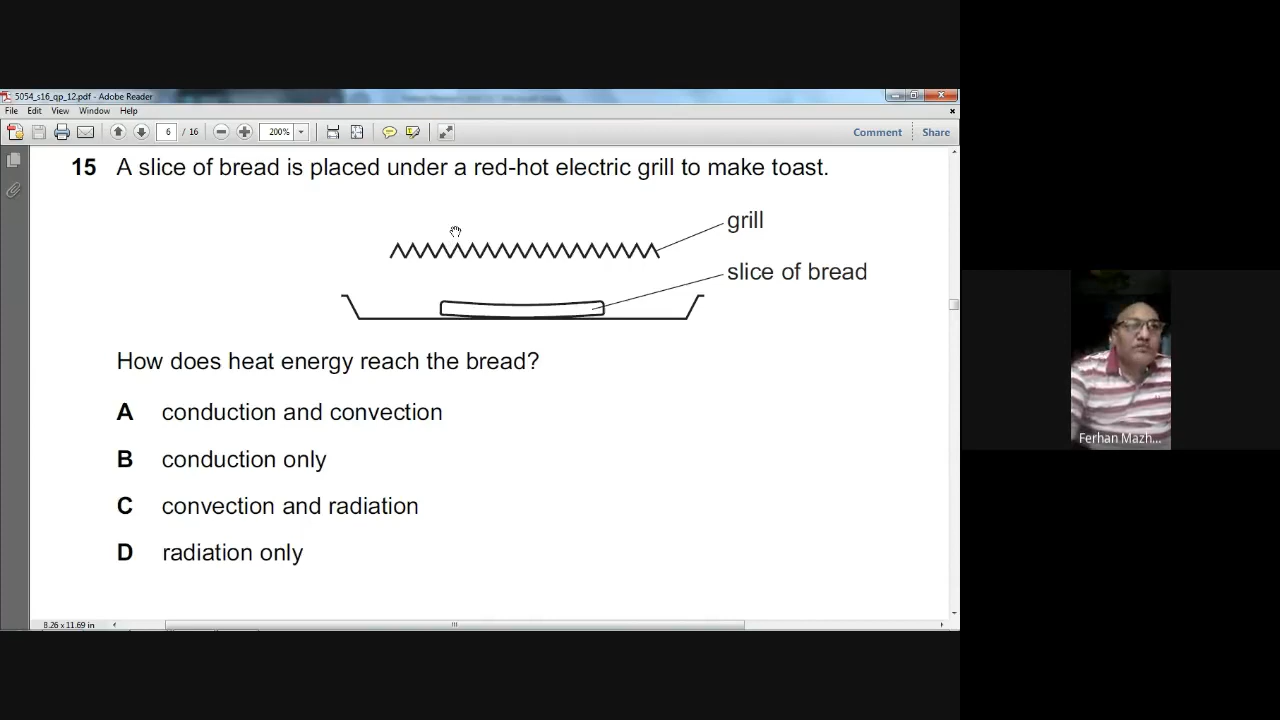 5054_s16_qp_12.pdf - Adobe Reader
File Edit View Window Help
6 / 16 200% Comment Share
15 A slice of bread is placed under a red-hot electric grill to make toast.
grill
slice of bread
How does heat energy reach the bread?
A conduction and convection
B conduction only
C convection and radiation
D radiation only
8.26 x 11.69 in
Ferhan Mazh...